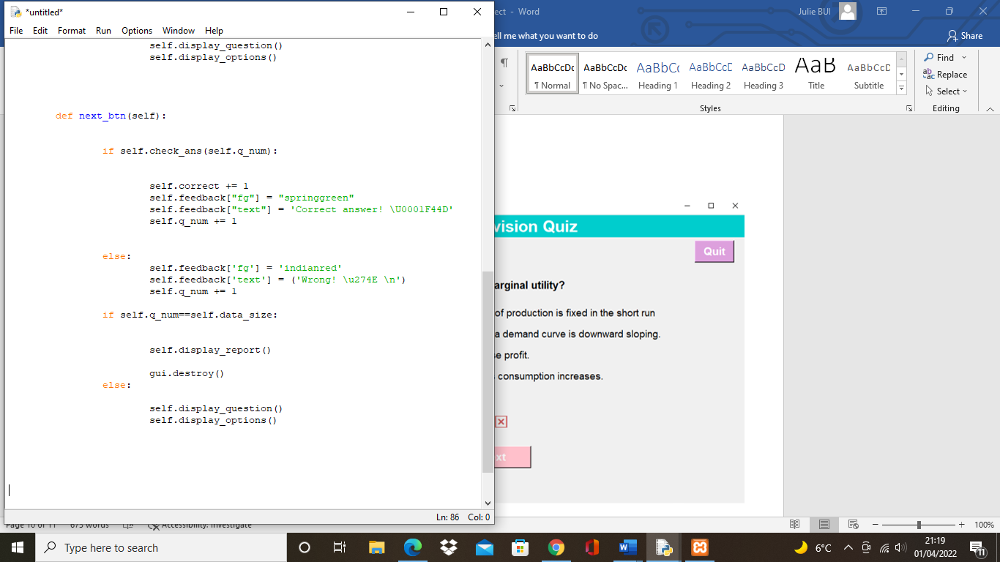 *untitled*
File Edit Format Run Options Window Help
self.display_question()
self.display_options()
def next_btn(self):
if self.check_ans(self.q_num):
self.correct += 1
self.feedback["fg"] = "springgreen"
self.feedback["text"] = 'Correct answer! \U0001F44D'
self.q_num += 1
else:
self.feedback['fg'] = 'indianred'
self.feedback['text'] = ('Wrong! \u274E \n')
self.q_num += 1
if self.q_num==self.data_size:
self.display_report()
gui.destroy()
else:
self.display_question()
self.display_options()
Ln: 86 Col: 0
ect - Word
Julie BUI
ell me what you want to do
Share
AaBbCcDc AaBbCcDc AaBbCc AaBbCcC AaBbCcD AaB AaBbCcC
¶ Normal ¶ No Spac... Heading 1 Heading 2 Heading 3 Title Subtitle
Styles
Find
Replace
Select
Editing
vision Quiz
Quit
arginal utility?
of production is fixed in the short run
a demand curve is downward sloping.
se profit.
consumption increases.
xt
Page 10 of 11 675 words Accessibility: Investigate
100%
Type here to search
6°C
21:19
01/04/2022
11